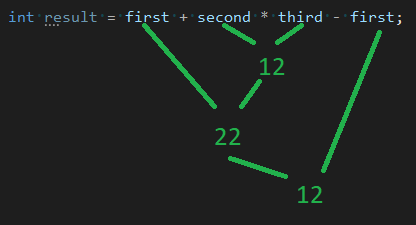 int result = first + second * third - first;
12
22
12